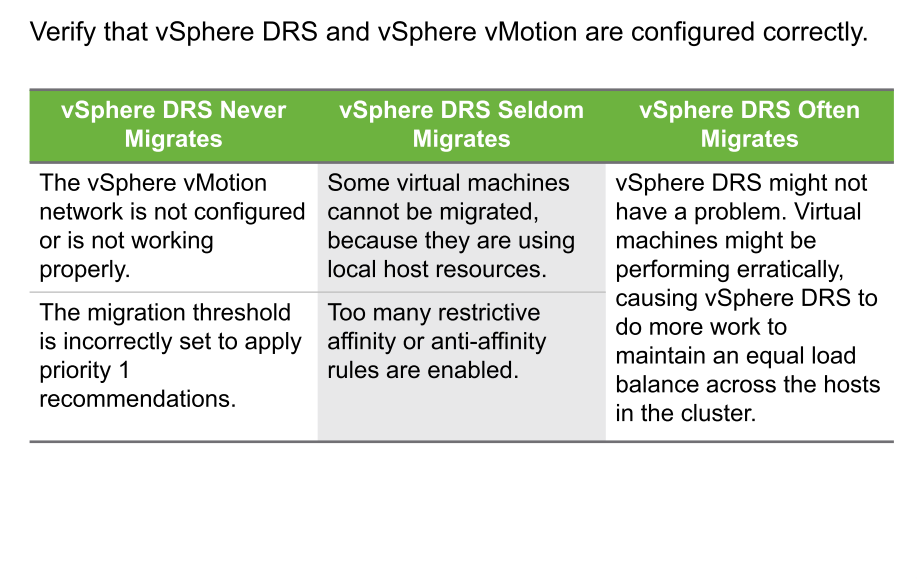 Verify that vSphere DRS and vSphere vMotion are configured correctly.
vSphere DRS Never
Migrates
vSphere DRS Seldom
Migrates
vSphere DRS Often
Migrates
The vSphere vMotion
network is not configured
or is not working
properly.
Some virtual machines
cannot be migrated,
because they are using
local host resources.
vSphere DRS might not
have a problem. Virtual
machines might be
performing erratically,
causing vSphere DRS to
do more work to
maintain an equal load
balance across the hosts
in the cluster.
The migration threshold
is incorrectly set to apply
priority 1
recommendations.
Too many restrictive
affinity or anti-affinity
rules are enabled.